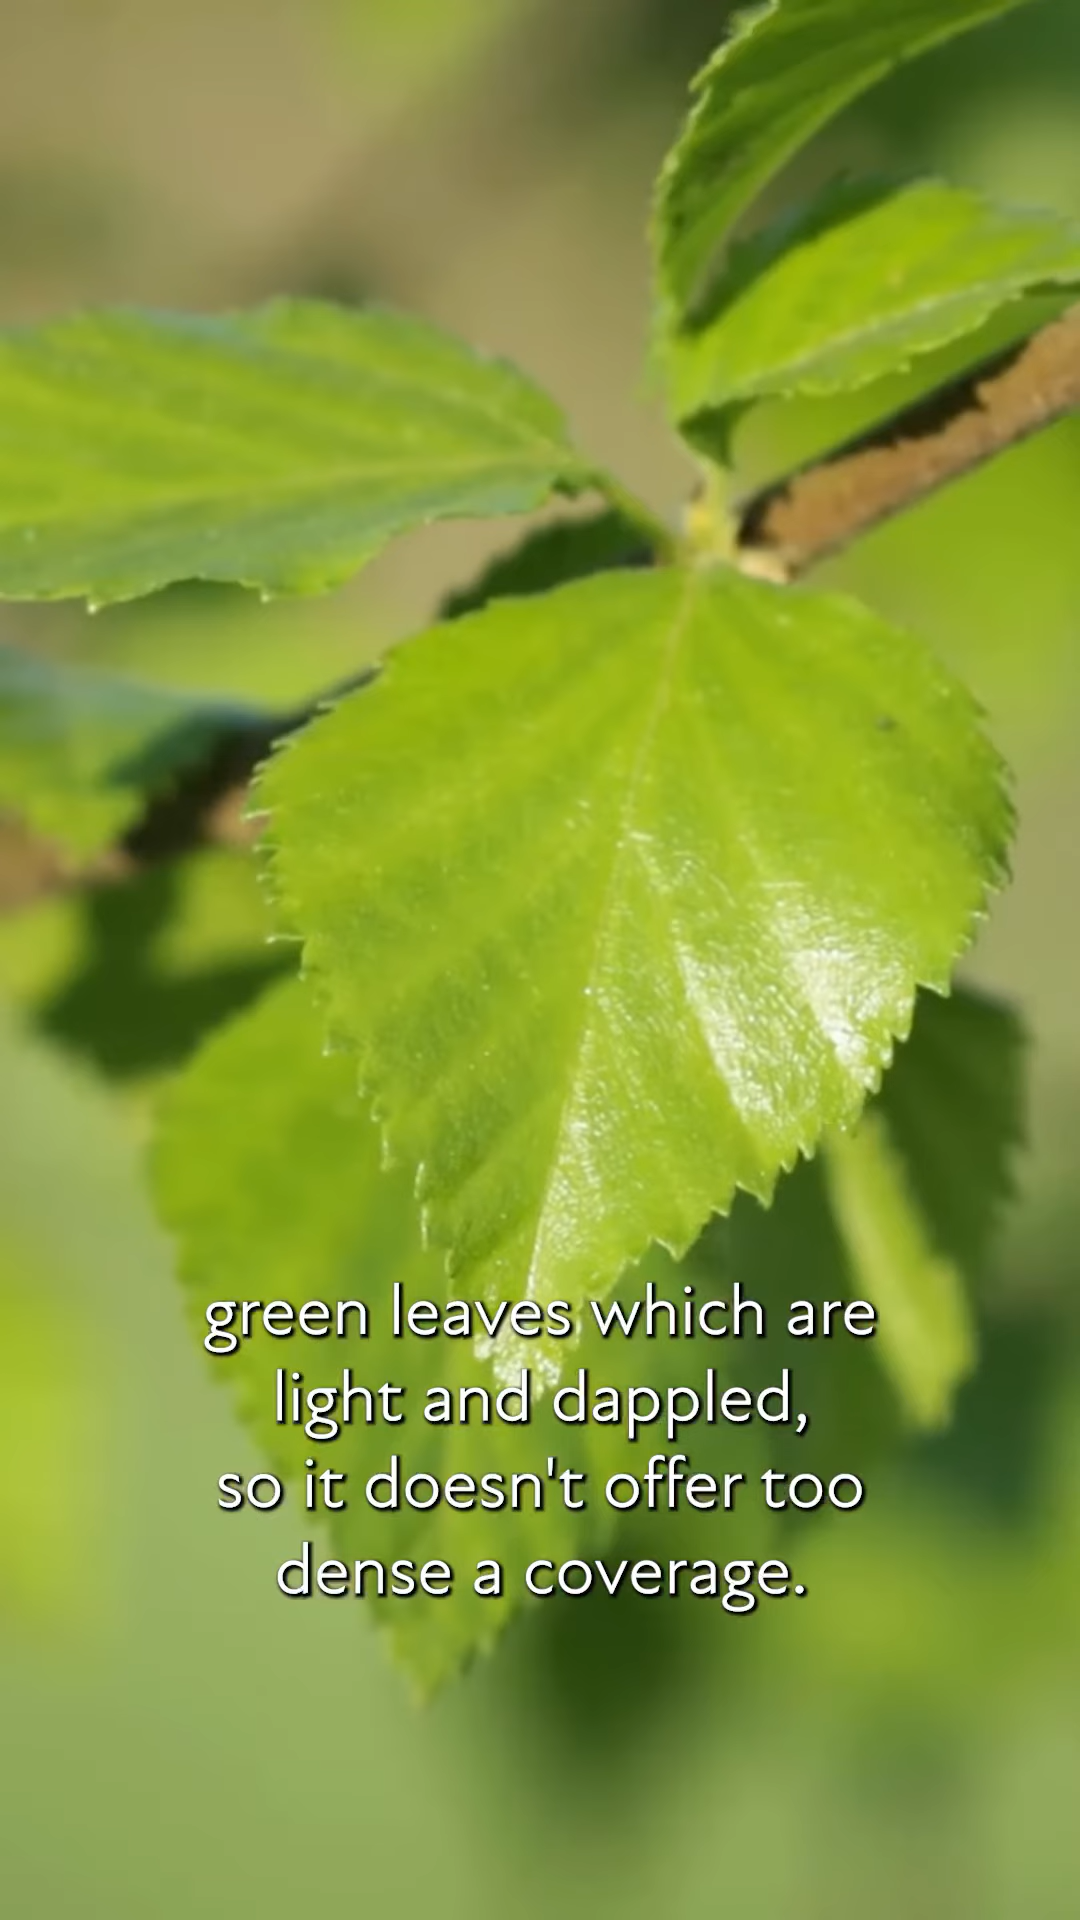 green leaves which are
light and dappled,
so it doesn't offer too
dense a coverage.